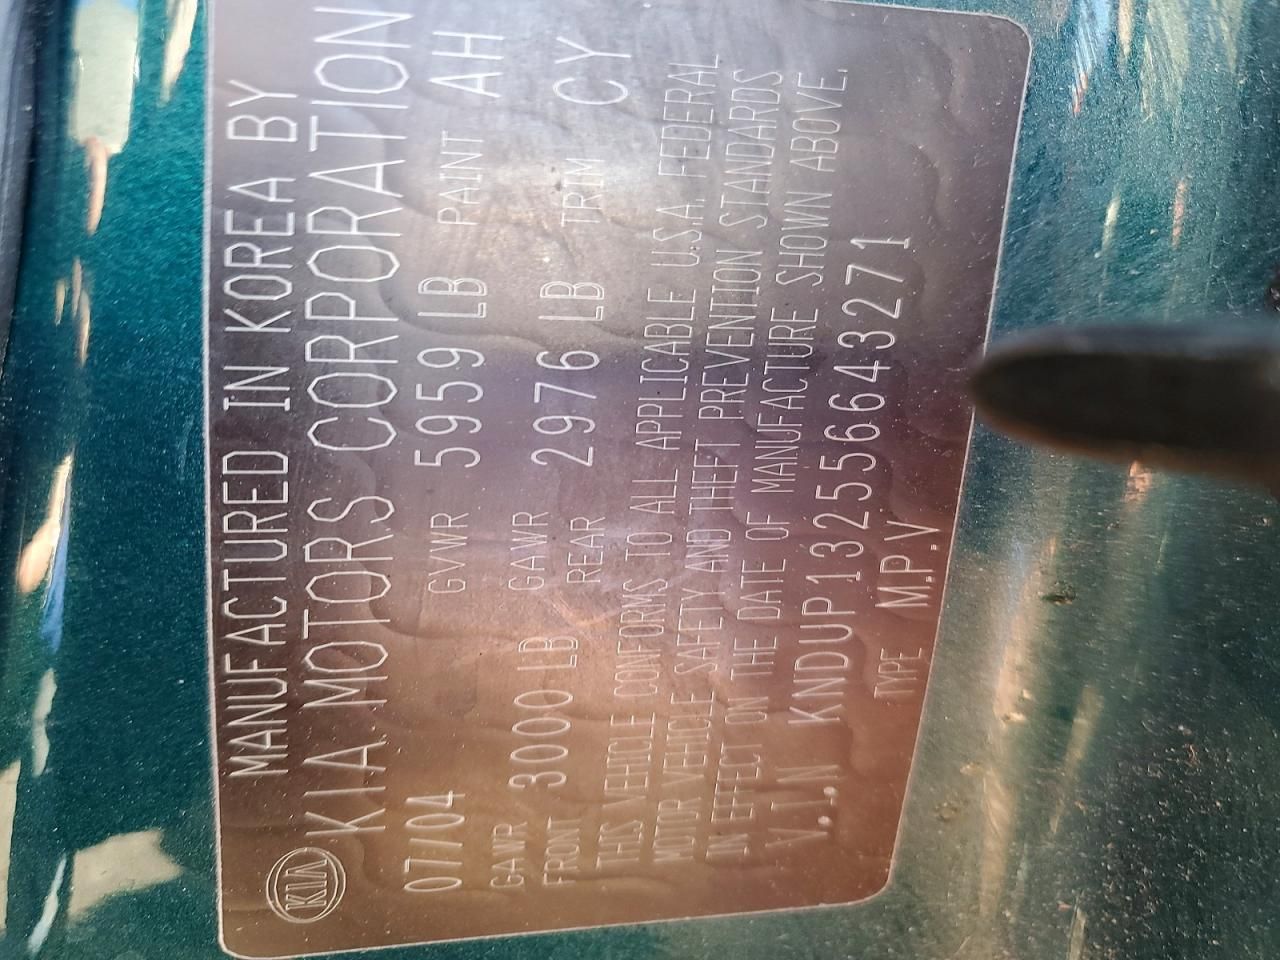 MANUFACTURED IN KOREA BY
KIA KIA MOTORS CORPORATION
07/04 GVWR 5959 LB PAINT AH
GAWR FRONT 3000 LB GAWR REAR 2976 LB TRIM CY
THIS VEHICLE CONFORMS TO ALL APPLICABLE U.S.A. FEDERAL
MOTOR VEHICLE SAFETY AND THEFT PREVENTION STANDARDS
IN EFFECT ON THE DATE OF MANUFACTURE SHOWN ABOVE.
V.I.N KNDUP132556643271
TYPE M.P.V